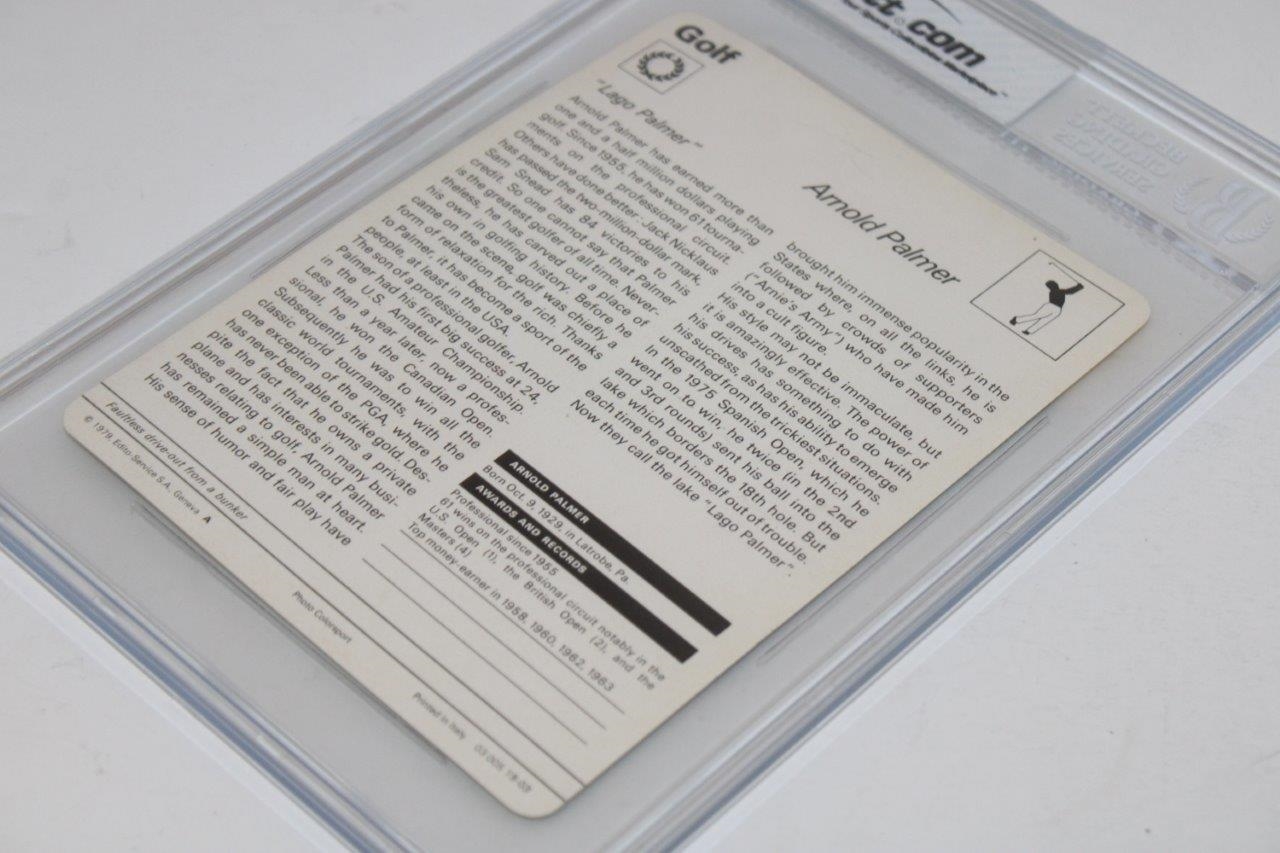 Golf
Arnold Palmer
"Lago Palmer"
Arnold Palmer has earned more than
one and a half million dollars playing
golf. Since 1955, he has won 61 tourna-
ments on the professional circuit.
Others have done better: Jack Nicklaus
has passed the two-million-dollar mark,
Sam Snead has 84 victories to his
credit. So one cannot say that Palmer
is the greatest golfer of all time. Never-
theless, he has carved out a place of
his own in golfing history. Before he
came on the scene, golf was chiefly a
form of relaxation for the rich. Thanks
to Palmer, it has become a sport of the
people, at least in the USA.
The son of a professional golfer, Arnold
Palmer had his first big success at 24,
in the U.S. Amateur Championship.
Less than a year later, now a profes-
sional, he won the Canadian Open.
Subsequently he was to win all the
classic world tournaments, with the
one exception of the PGA, where he
has never been able to strike gold. Des-
pite the fact that he owns a private
plane and has interests in many busi-
nesses relating to golf, Arnold Palmer
has remained a simple man at heart.
His sense of humor and fair play have
brought him immense popularity in the
States where, on all the links, he is
followed by crowds of supporters
("Arnie's Army") who have made him
into a cult figure.
His style may not be immaculate, but
it is amazingly effective. The power of
his drives has something to do with
his success, as has his ability to emerge
unscathed from the trickiest situations.
In the 1975 Spanish Open, which he
went on to win, he twice (in the 2nd
and 3rd rounds) sent his ball into the
lake which borders the 18th hole. But
each time he got himself out of trouble.
Now they call the lake "Lago Palmer"
ARNOLD PALMER
Born Oct. 9, 1929, in Latrobe, Pa.
AWARDS AND RECORDS
Professional since 1955
61 wins on the professional circuit notably in the
U.S. Open (1), the British Open (2), and the
Masters (4)
Top money-earner in 1958, 1960, 1962, 1963
Faultless drive-out from a bunker
© 1979, Edito-Service S.A., Geneva A
Photo Colorsport
Printed in Italy 03 005 19-03
.com
BECKETT
GRADING
SERVICES
B